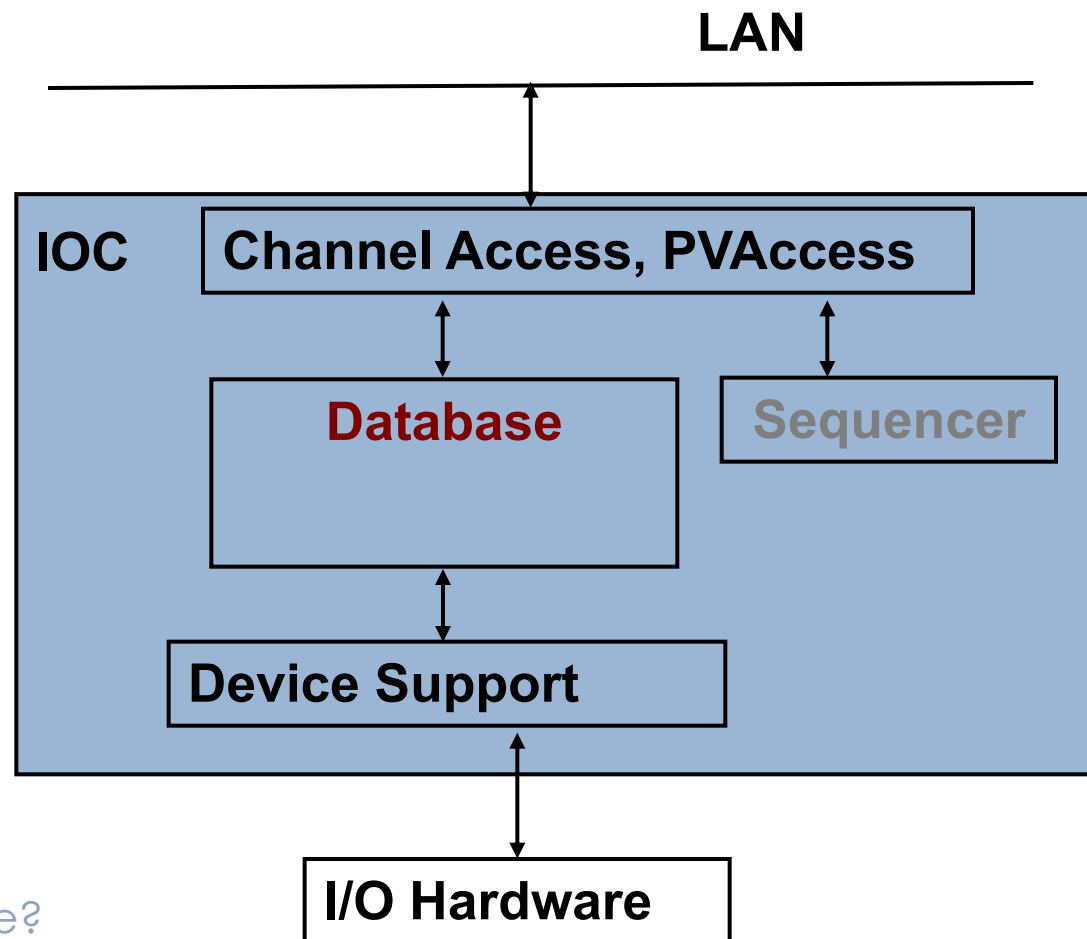 LAN
IOC
Channel Access, PVAccess
Database
Sequencer
Device Support
I/O Hardware
e?